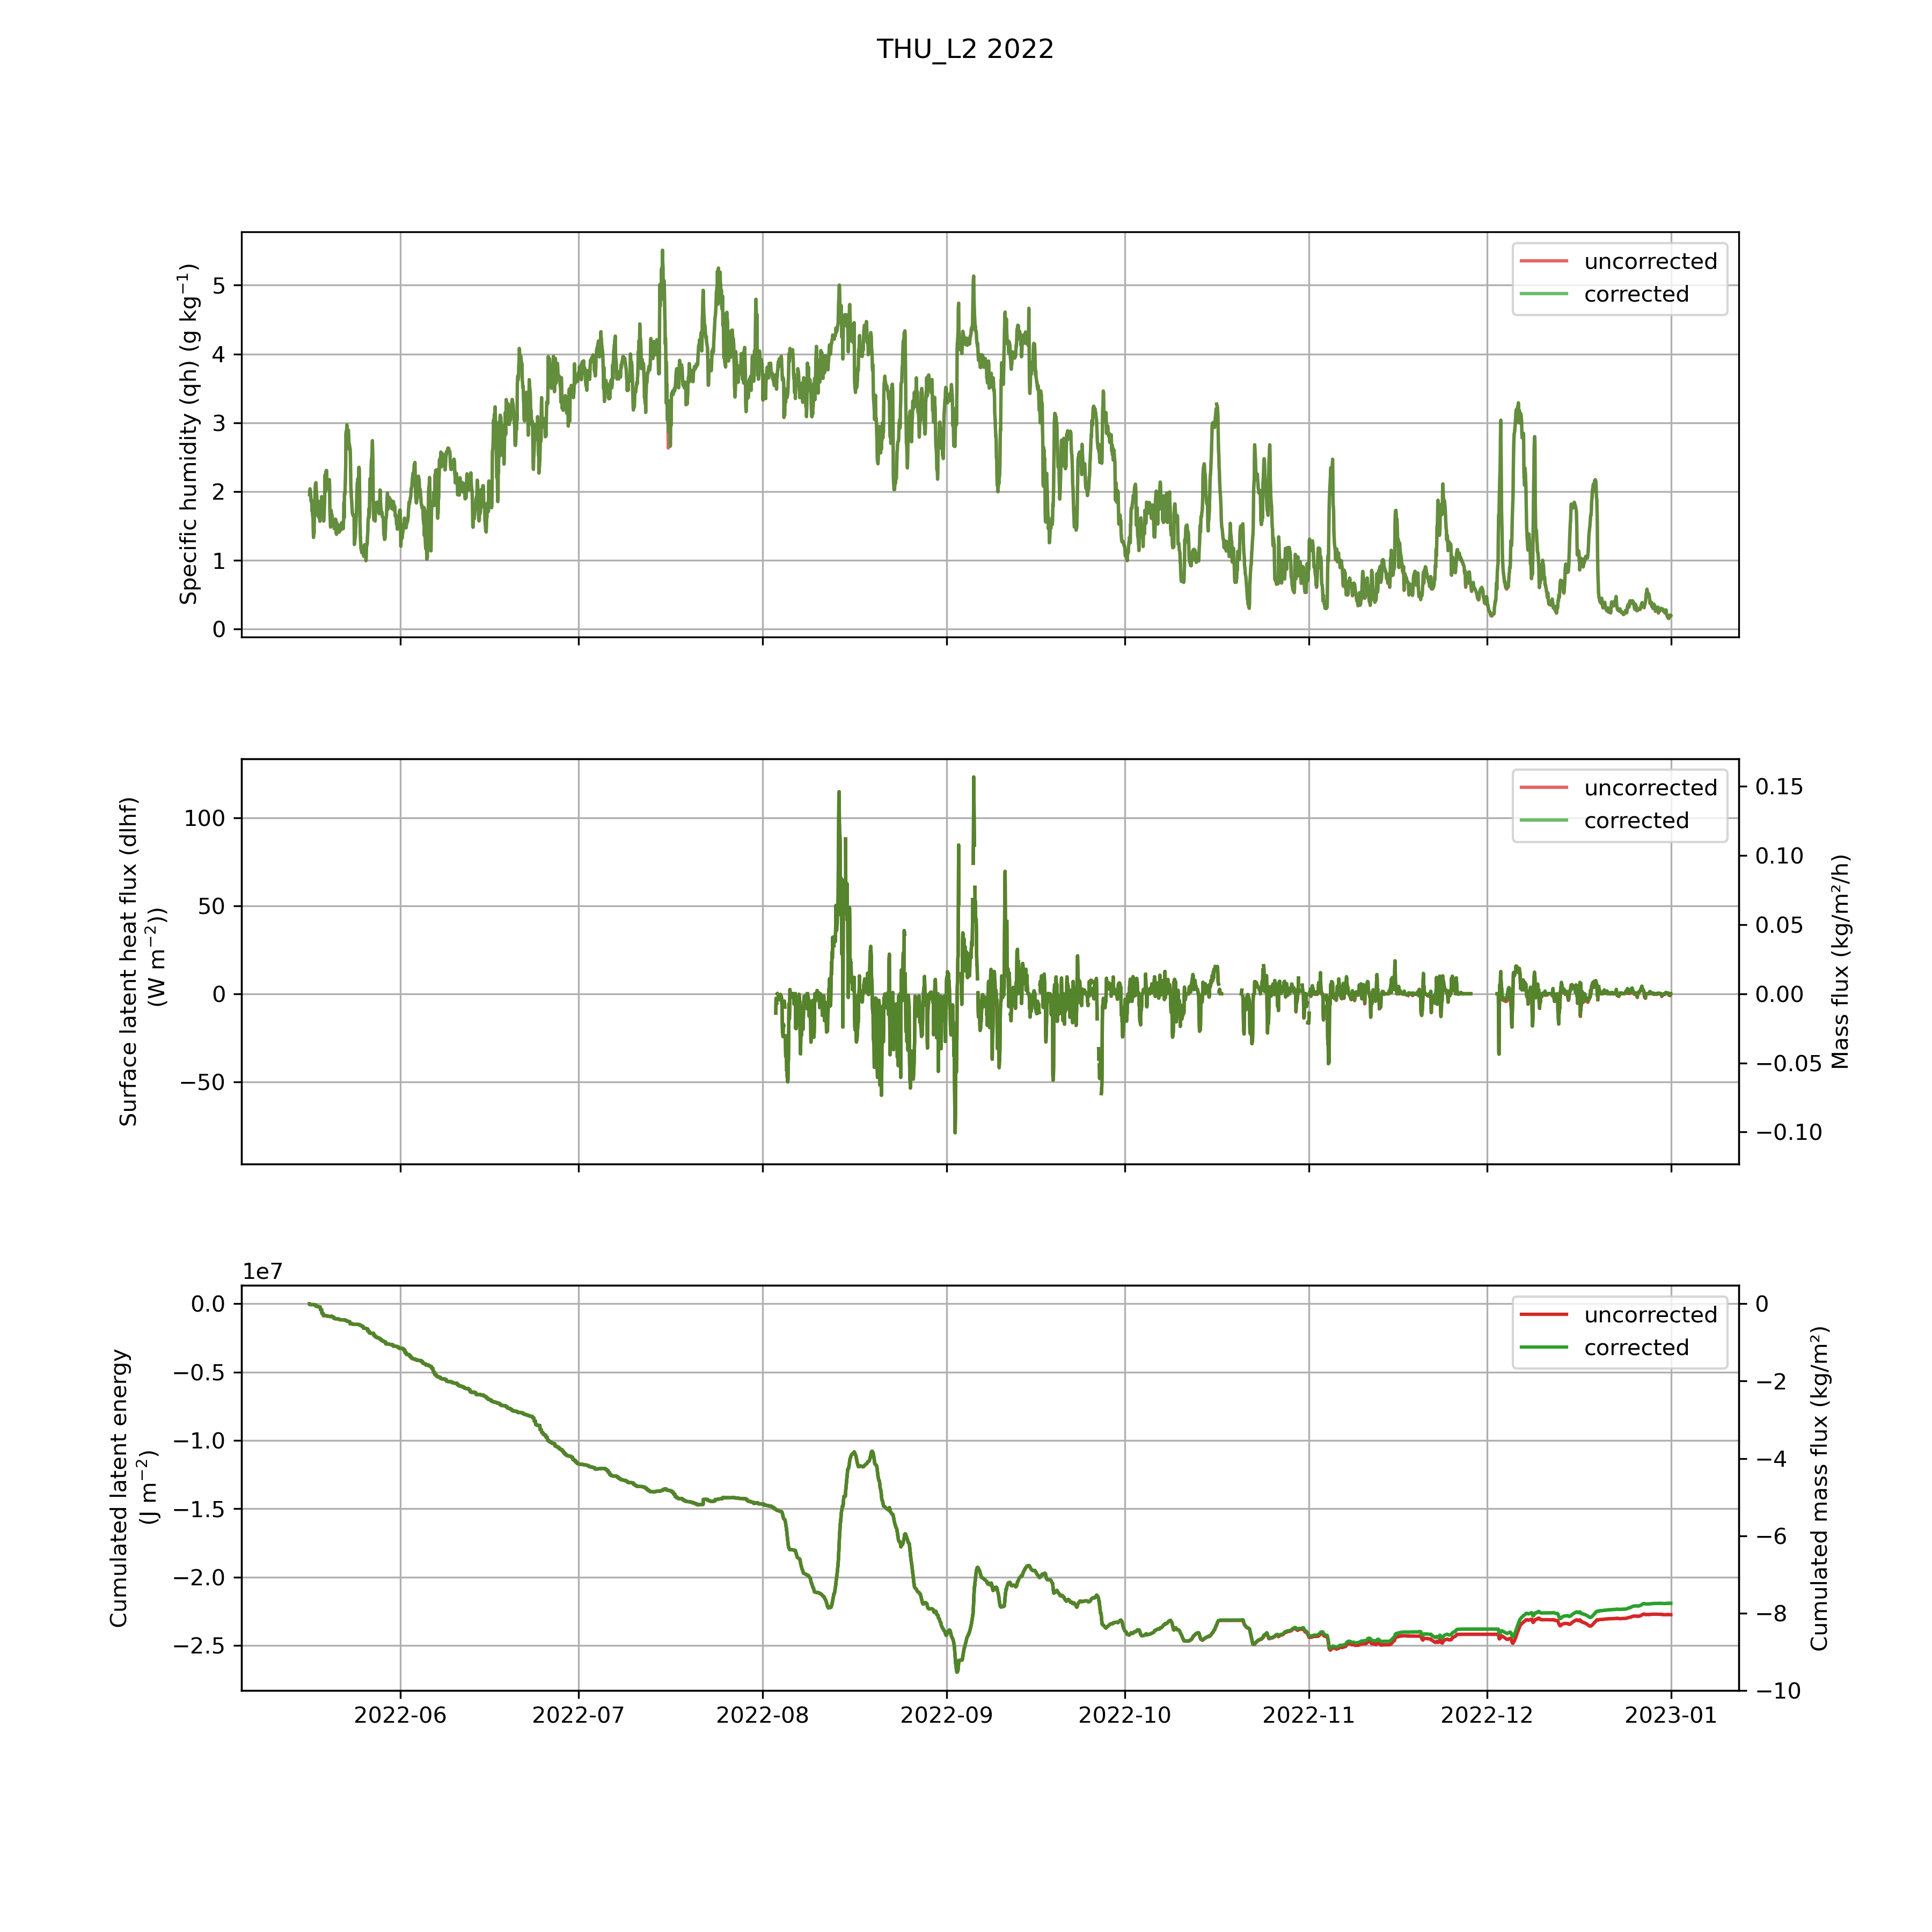 THU_L2 2022
Specific humidity (qh) (g kg⁻¹)
5
4
3
2
1
0
uncorrected
corrected
Surface latent heat flux (dlhf)
(W m⁻²))
100
50
0
−50
uncorrected
corrected
0.15
0.10
0.05
0.00
−0.05
−0.10
Mass flux (kg/m²/h)
1e7
Cumulated latent energy
(J m⁻²)
0.0
−0.5
−1.0
−1.5
−2.0
−2.5
uncorrected
corrected
0
−2
−4
−6
−8
−10
Cumulated mass flux (kg/m²)
2022-06 2022-07 2022-08 2022-09 2022-10 2022-11 2022-12 2023-01